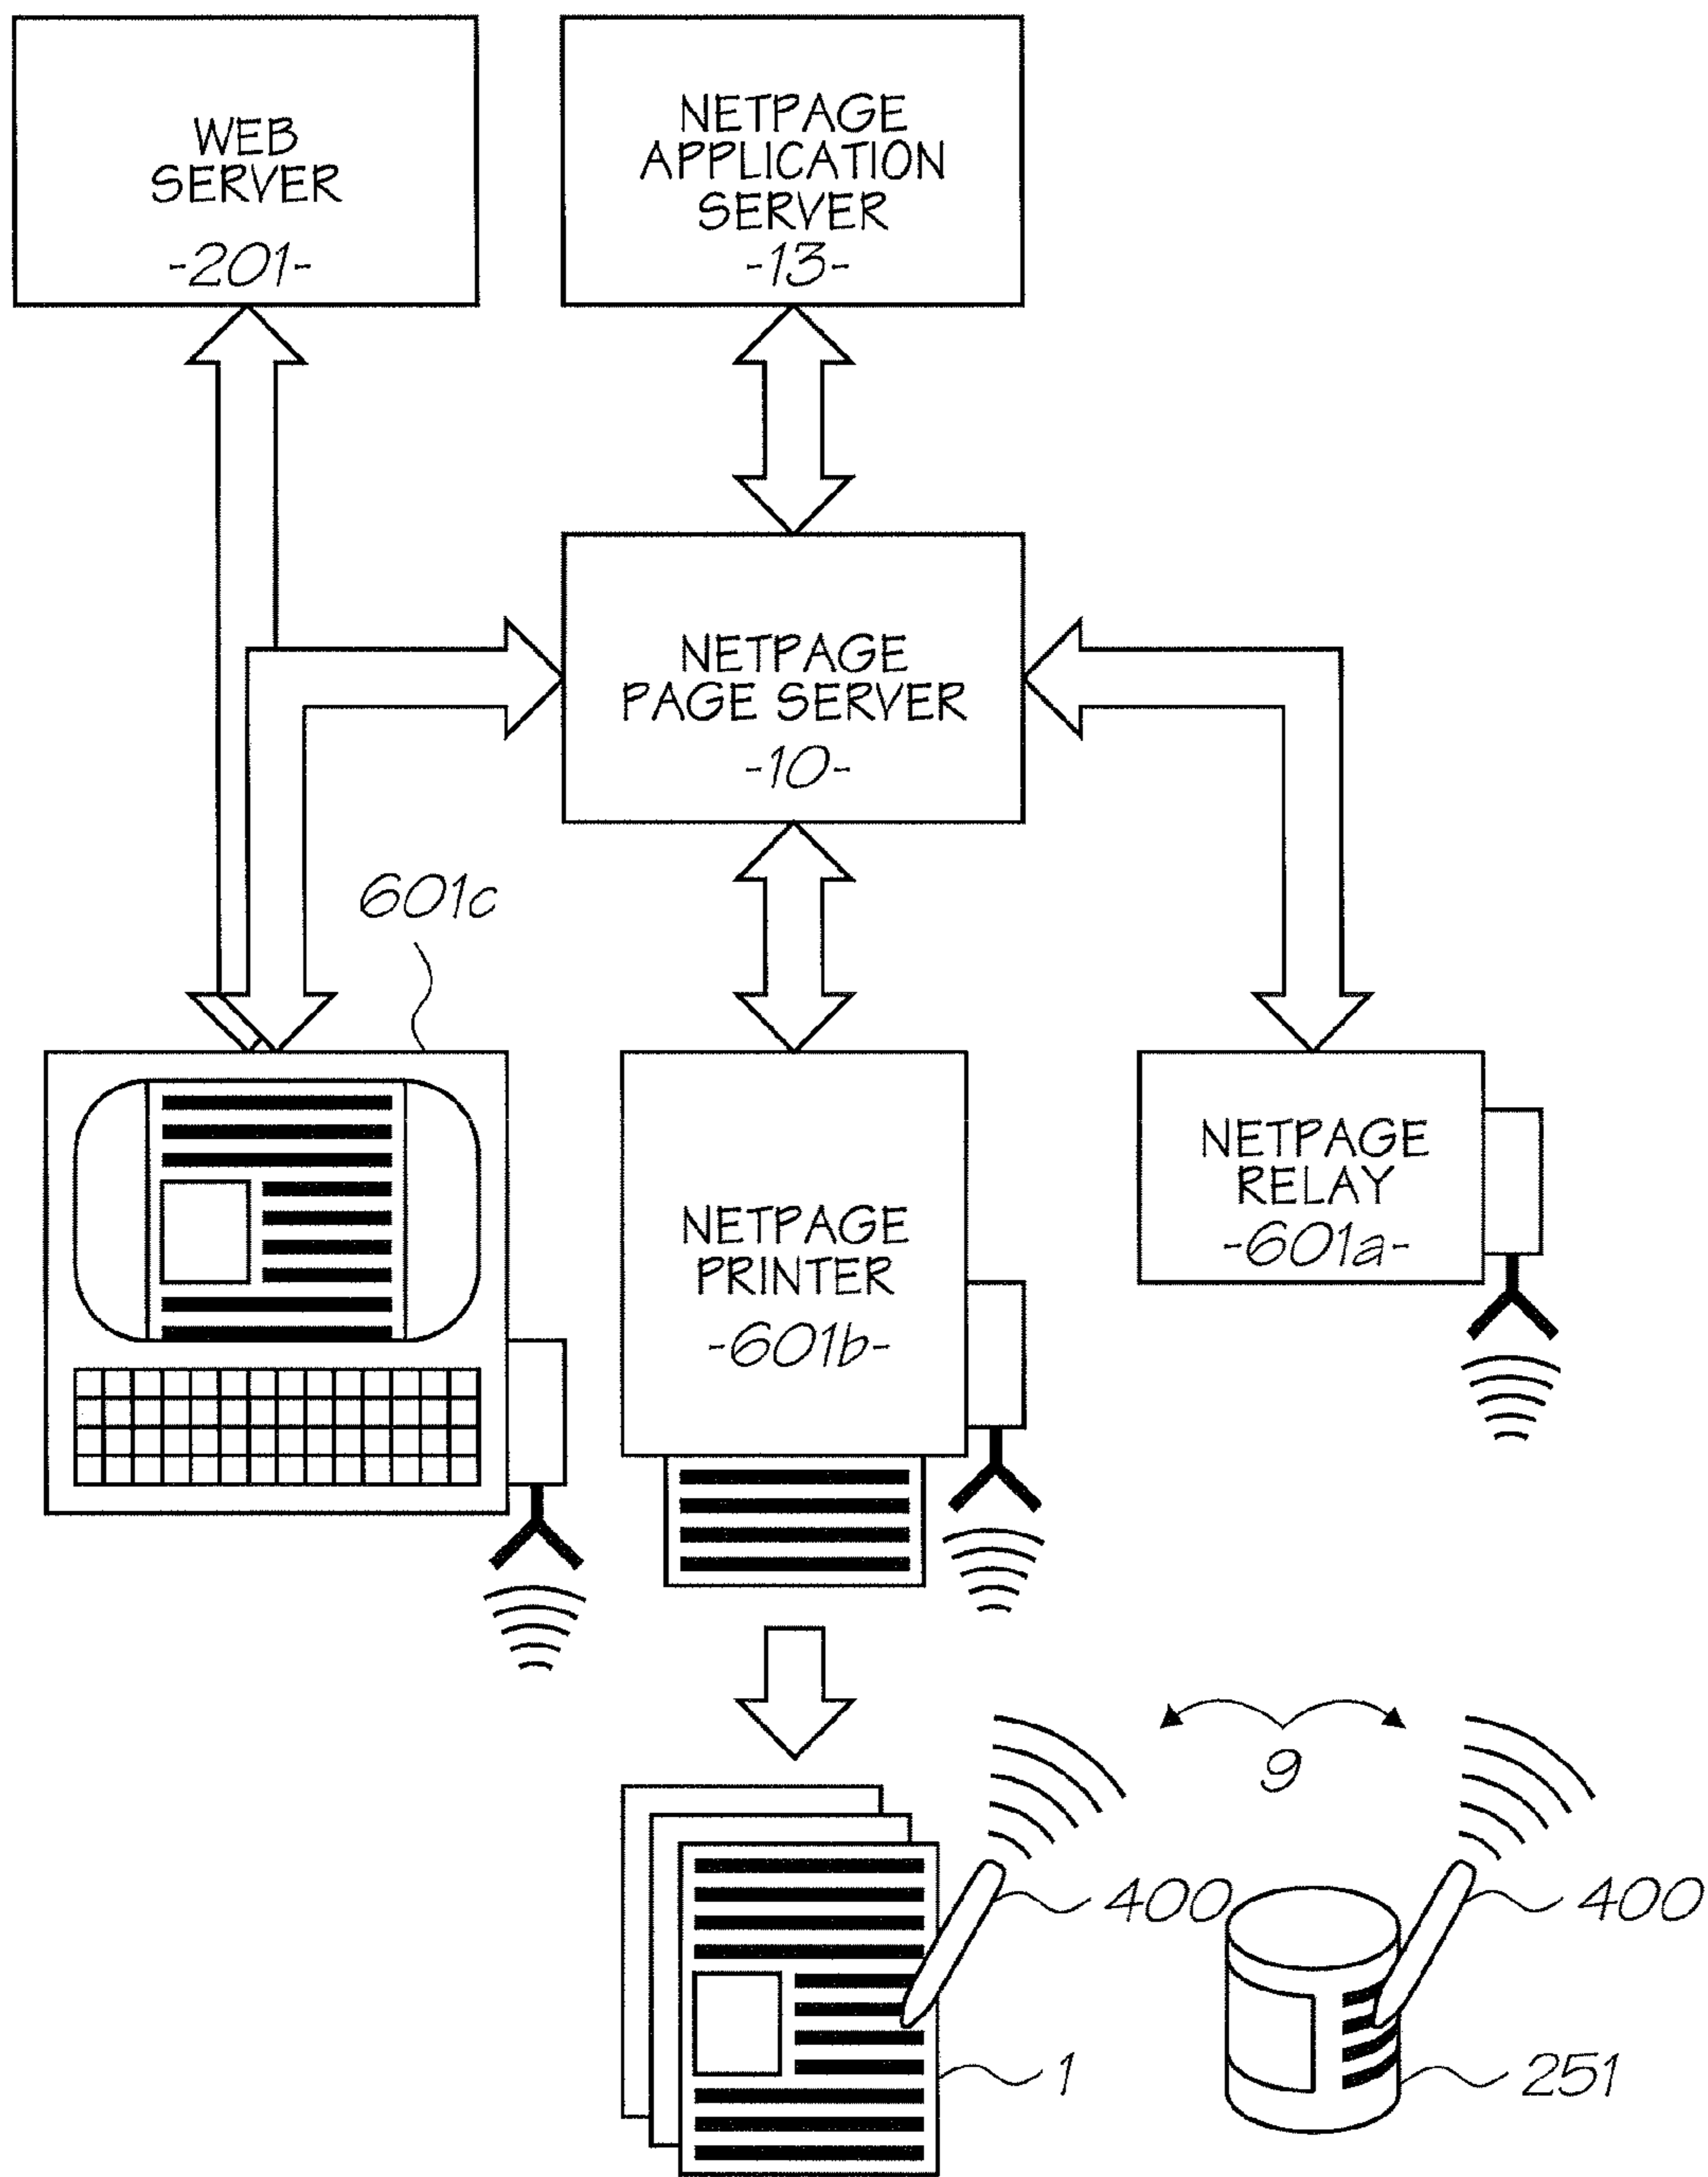 WEB
SERVER
-201-
NETPAGE
APPLICATION
SERVER
-13-
NETPAGE
PAGE SERVER
-10-
601c
NETPAGE
PRINTER
-601b-
NETPAGE
RELAY
-601a-
9
400
400
1
251